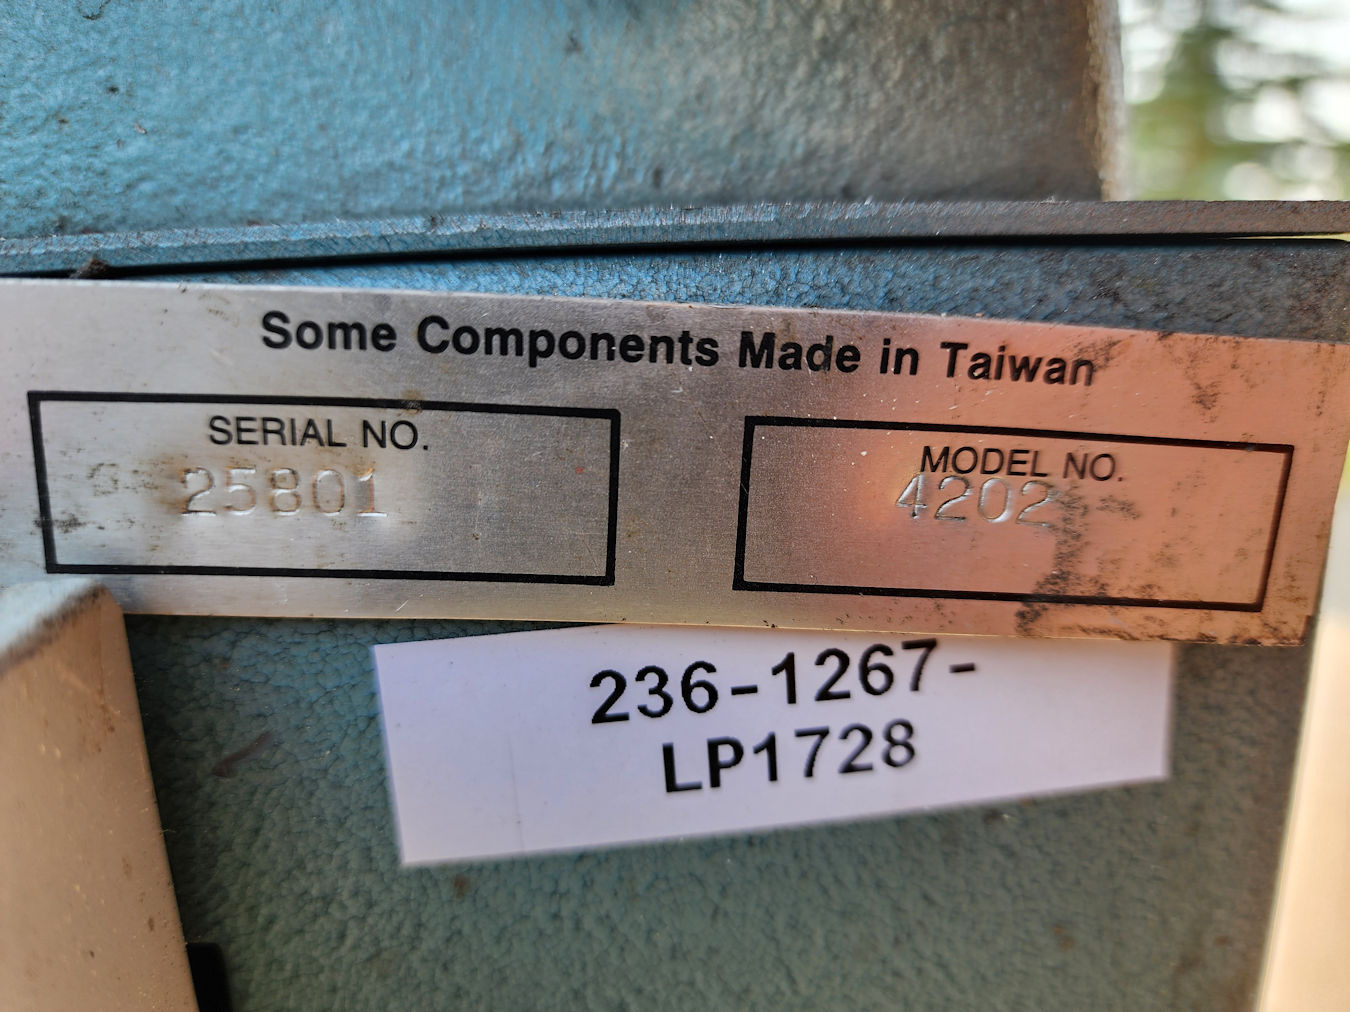 Some Components Made in Taiwan
SERIAL NO.
25801
MODEL NO.
4202
236-1267-
LP1728